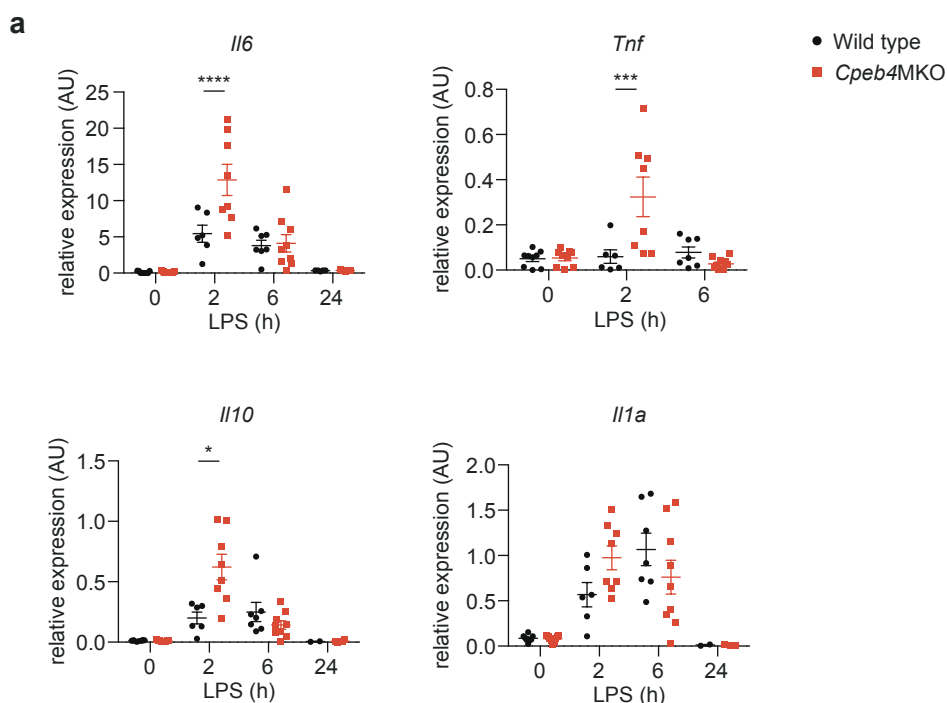 a
Il6
Tnf
Wild type
Cpeb4MKO
****
***
relative expression (AU)
25
20
15
10
5
0
0 2 6 24
LPS (h)
relative expression (AU)
0.8
0.6
0.4
0.2
0.0
0 2 6
LPS (h)
Il10
Il1a
*
relative expression (AU)
1.5
1.0
0.5
0.0
0 2 6 24
LPS (h)
relative expression (AU)
2.0
1.5
1.0
0.5
0.0
0 2 6 24
LPS (h)